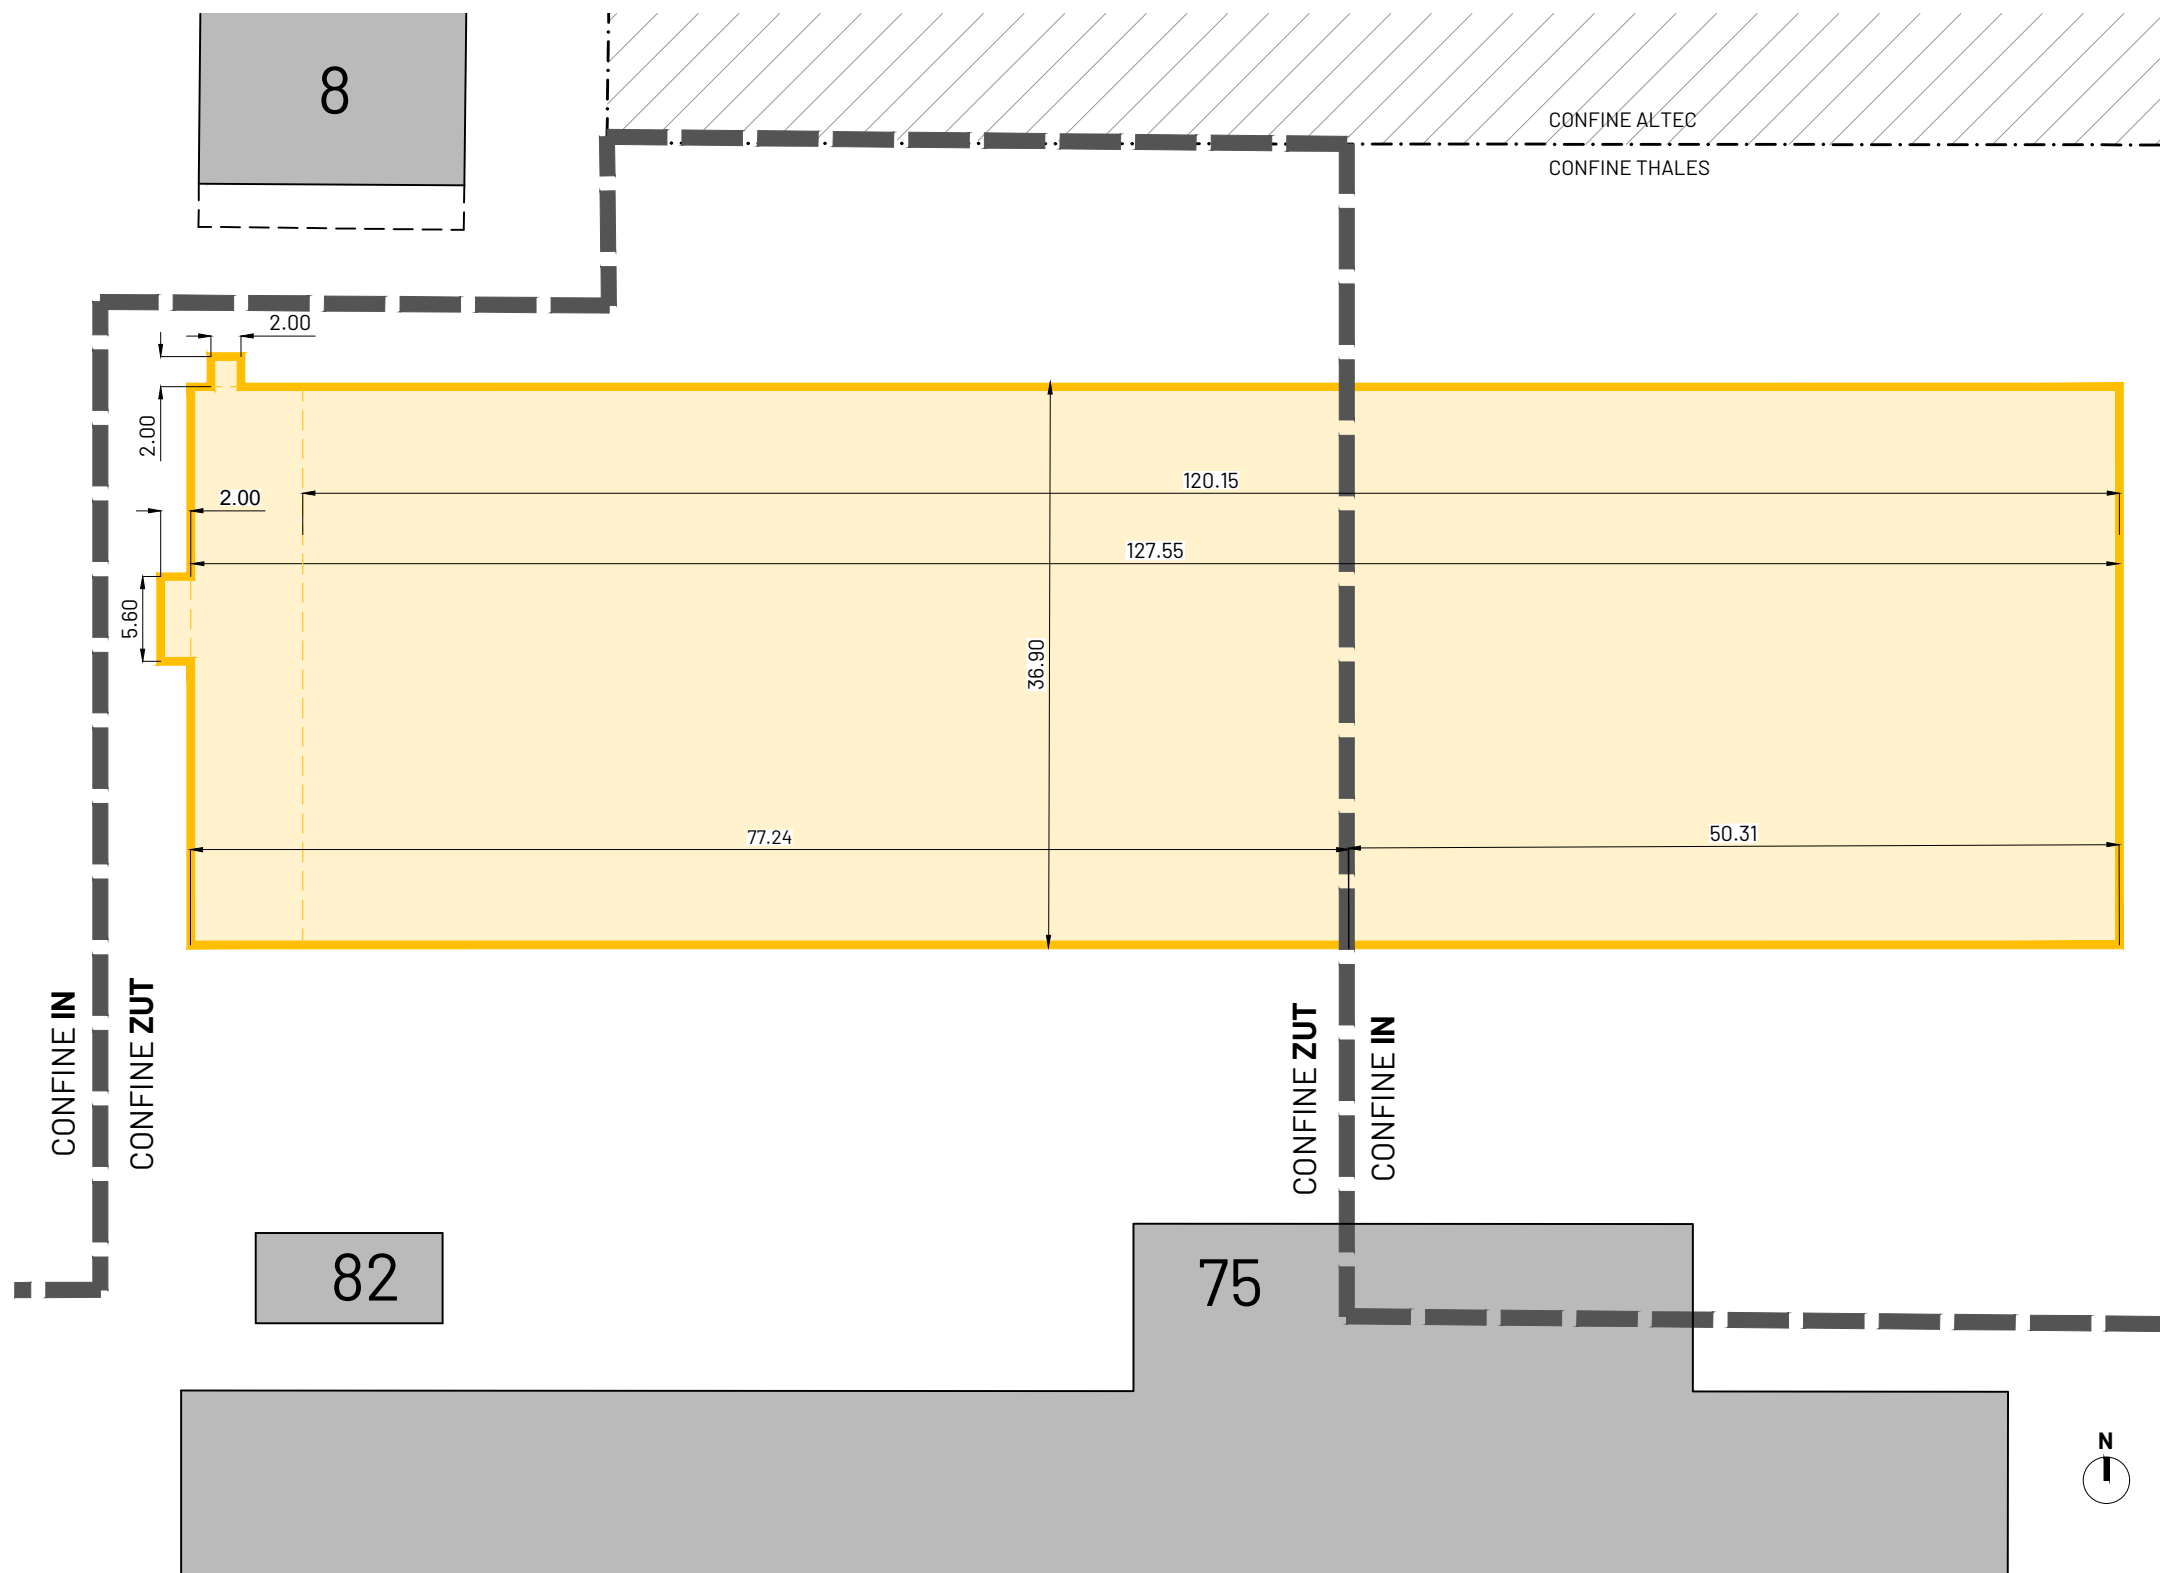 8
CONFINE ALTEC
CONFINE THALES
2.00
2.00
2.00
120.15
127.55
5.60
36.90
77.24
50.31
CONFINE IN
CONFINE ZUT
CONFINE ZUT
CONFINE IN
82
75
N